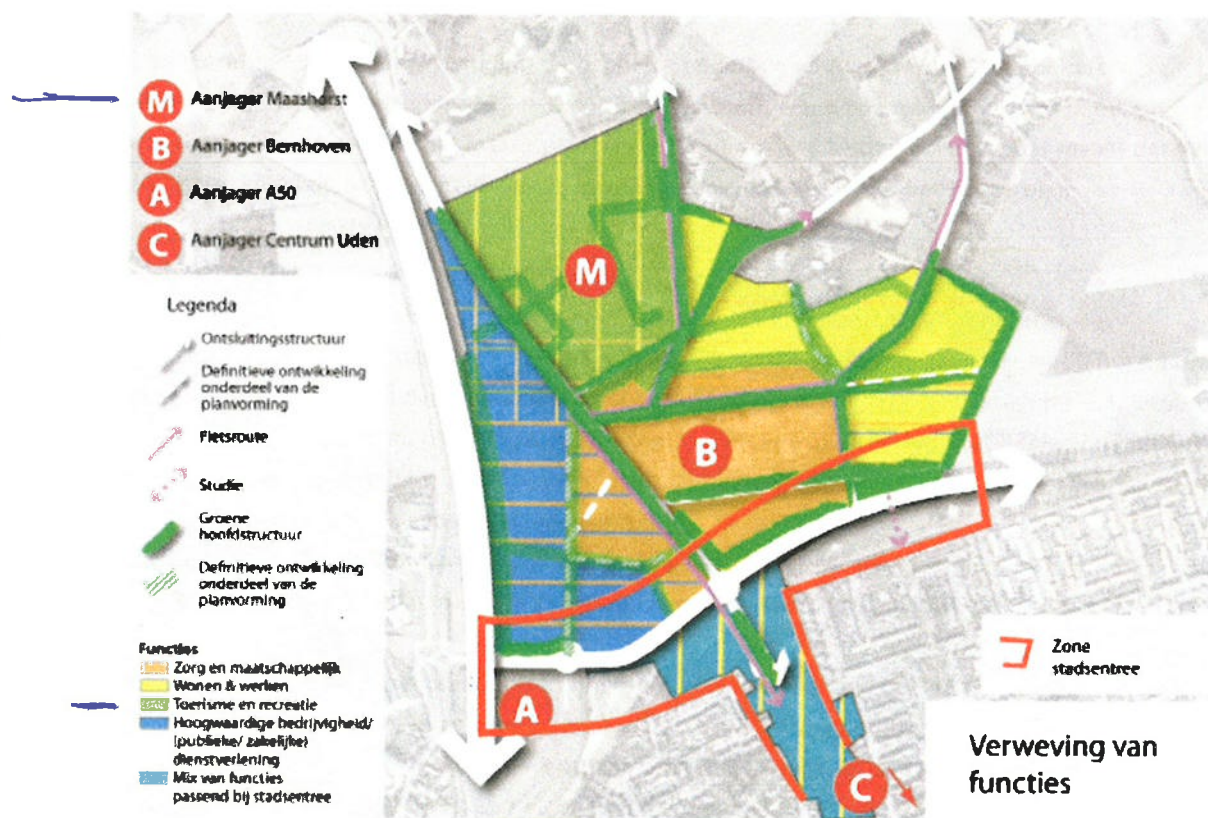 M Aanjager Maashorst
B Aanjager Bernhoven
A Aanjager A50
C Aanjager Centrum Uden
Legenda
Ontsluitingsstructuur
Definitieve ontwikkeling
onderdeel van de
planvorming
Fietsroute
Studie
Groene
hoofdstructuur
Definitieve ontwikkeling
onderdeel van de
planvorming
Functies
Zorg en maatschappelijk
Wonen & werken
Toerisme en recreatie
Hoogwaardige bedrijvigheid/
(publieke/ zakelijke)
dienstverlening
Mix van functies
passend bij stadsentree
M
B
A
C
Zone
stadsentree
Verweving van
functies